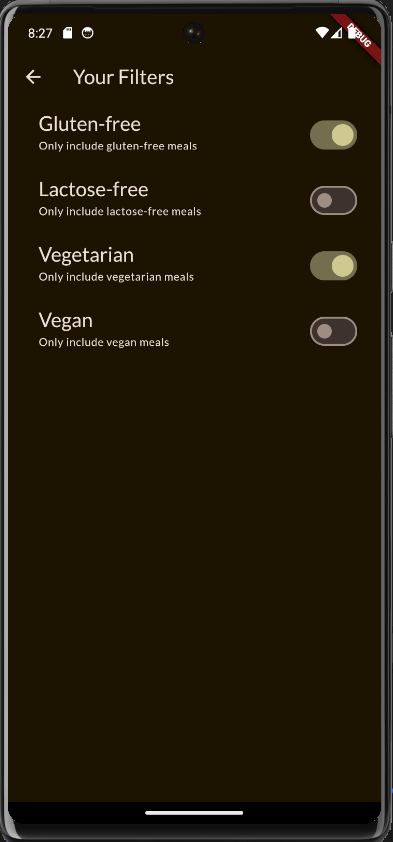 8:27
DEBUG
Your Filters
Gluten-free
Only include gluten-free meals
Lactose-free
Only include lactose-free meals
Vegetarian
Only include vegetarian meals
Vegan
Only include vegan meals